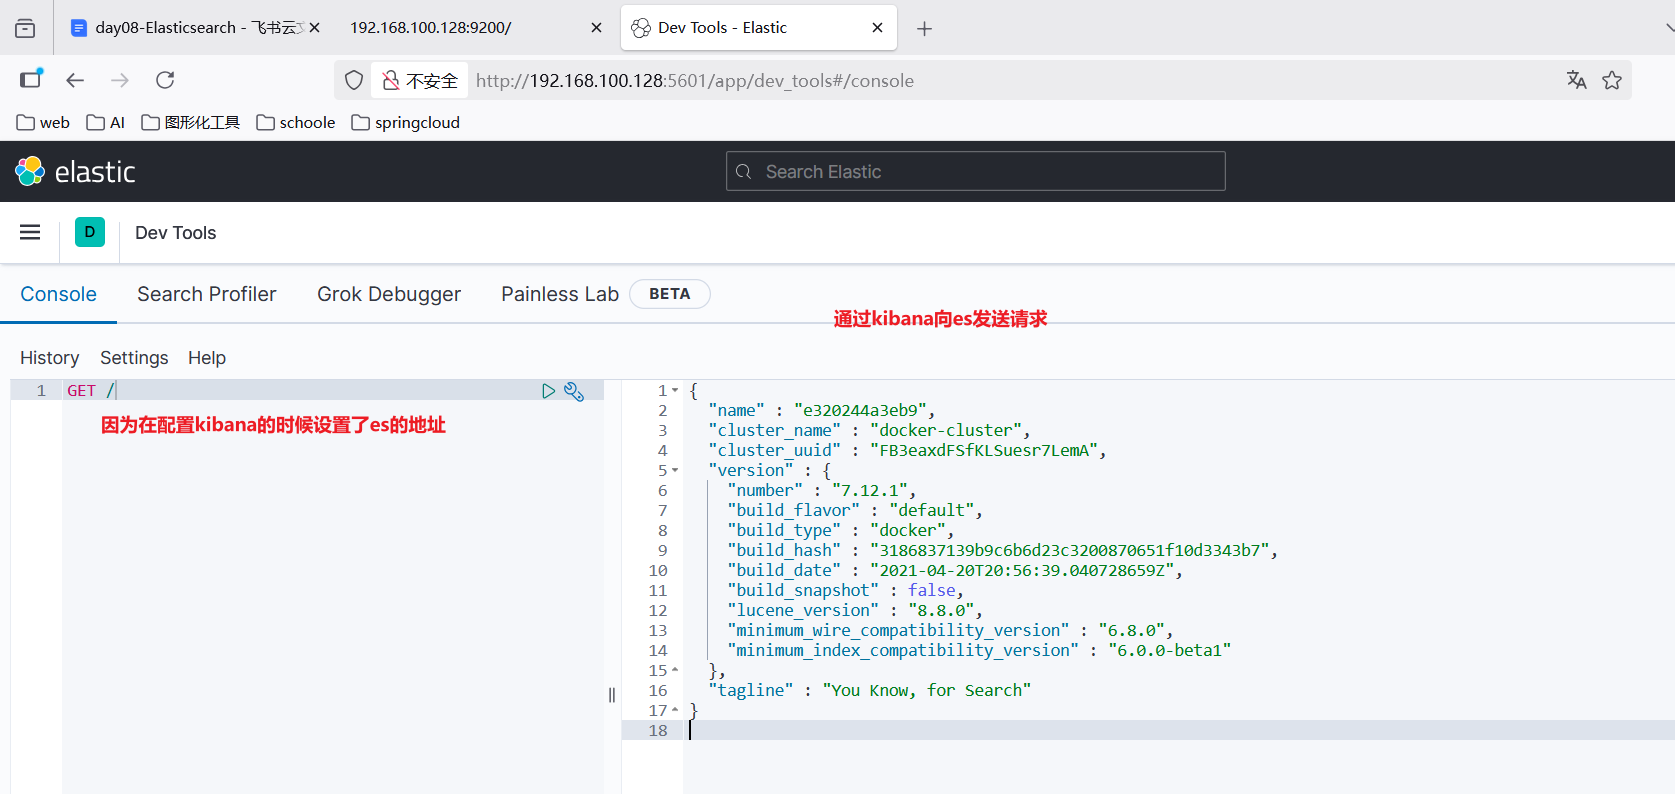 day08-Elasticsearch - 飞书云
192.168.100.128:9200/
Dev Tools - Elastic
不安全
http://192.168.100.128:5601/app/dev_tools#/console
web
AI
图形化工具
schoole
springcloud
elastic
Search Elastic
D
Dev Tools
Console
Search Profiler
Grok Debugger
Painless Lab
BETA
通过kibana向es发送请求
History
Settings
Help
1 GET /
因为在配置kibana的时候设置了es的地址
1 {
2 "name" : "e320244a3eb9",
3 "cluster_name" : "docker-cluster",
4 "cluster_uuid" : "FB3eaxdFSfKLSuesr7LemA",
5 "version" : {
6 "number" : "7.12.1",
7 "build_flavor" : "default",
8 "build_type" : "docker",
9 "build_hash" : "3186837139b9c6b6d23c3200870651f10d3343b7",
10 "build_date" : "2021-04-20T20:56:39.040728659Z",
11 "build_snapshot" : false,
12 "lucene_version" : "8.8.0",
13 "minimum_wire_compatibility_version" : "6.8.0",
14 "minimum_index_compatibility_version" : "6.0.0-beta1"
15 },
16 "tagline" : "You Know, for Search"
17 }
18